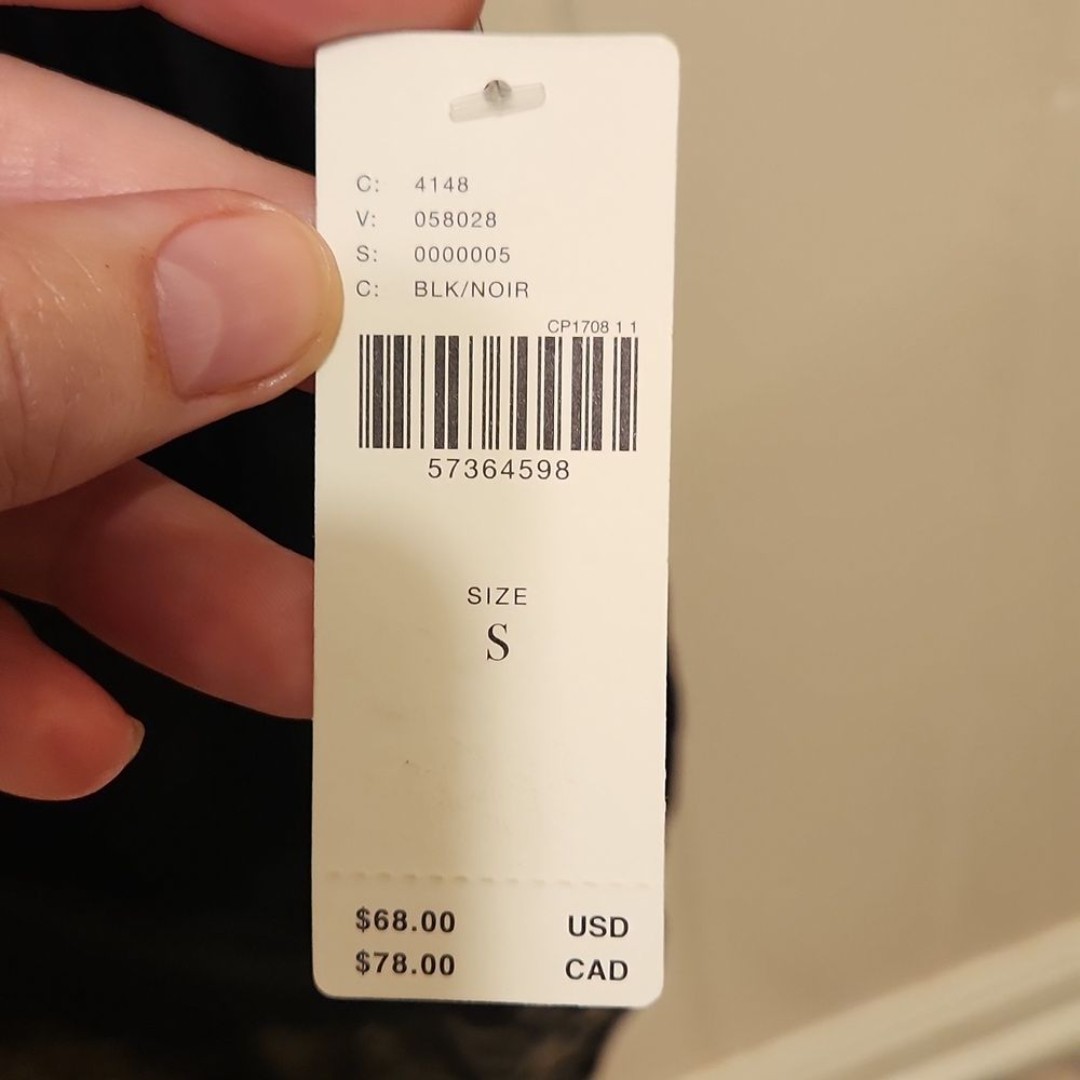 C: 4148
V: 058028
S: 0000005
C: BLK/NOIR
CP1708 1 1
57364598
SIZE
S
$68.00 USD
$78.00 CAD